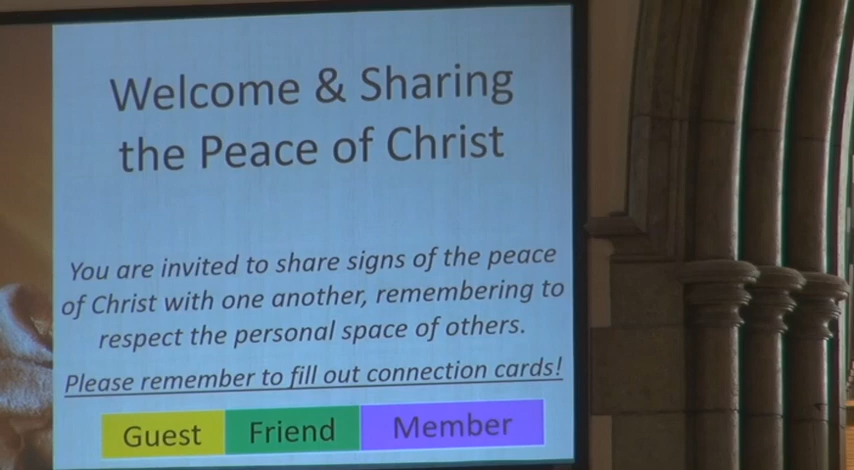 Welcome & Sharing
the Peace of Christ
You are invited to share signs of the peace
of Christ with one another, remembering to
respect the personal space of others.
Please remember to fill out connection cards!
Guest Friend Member